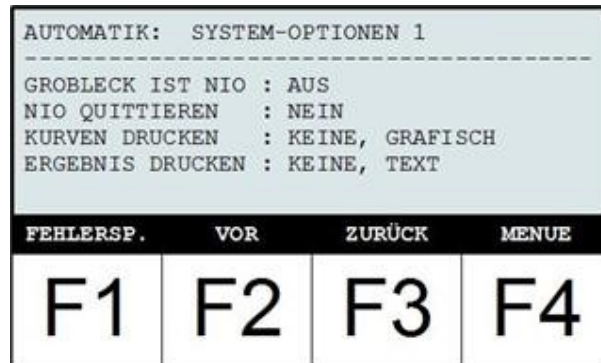 AUTOMATIK: SYSTEM-OPTIONEN 1
GROBLECK IST NIO : AUS
NIO QUITTIEREN : NEIN
KURVEN DRUCKEN : KEINE, GRAFISCH
ERGEBNIS DRUCKEN : KEINE, TEXT
FEHLERSP. VOR ZURÜCK MENUE
F1 F2 F3 F4